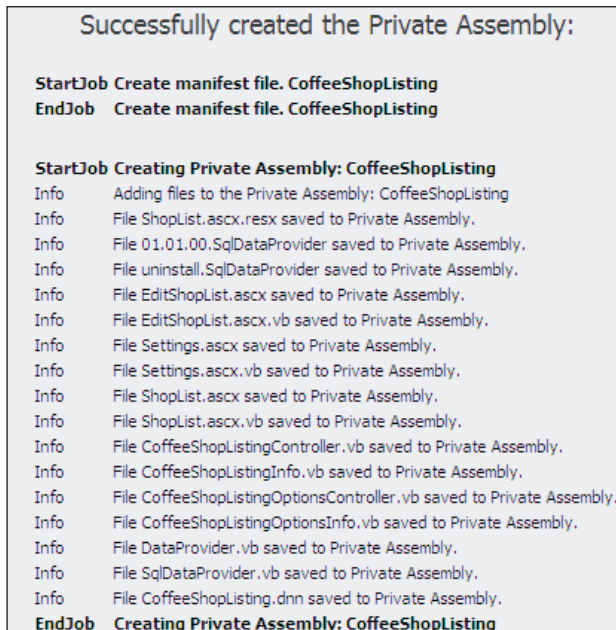 Successfully created the Private Assembly:
StartJob Create manifest file. CoffeeShopListing
EndJob Create manifest file. CoffeeShopListing
StartJob Creating Private Assembly: CoffeeShopListing
Info Adding files to the Private Assembly: CoffeeShopListing
Info File ShopList.ascx.resx saved to Private Assembly.
Info File 01.01.00.SqlDataProvider saved to Private Assembly.
Info File uninstall.SqlDataProvider saved to Private Assembly.
Info File EditShopList.ascx saved to Private Assembly.
Info File EditShopList.ascx.vb saved to Private Assembly.
Info File Settings.ascx saved to Private Assembly.
Info File Settings.ascx.vb saved to Private Assembly.
Info File ShopList.ascx saved to Private Assembly.
Info File ShopList.ascx.vb saved to Private Assembly.
Info File CoffeeShopListingController.vb saved to Private Assembly.
Info File CoffeeShopListingInfo.vb saved to Private Assembly.
Info File CoffeeShopListingOptionsController.vb saved to Private Assembly.
Info File CoffeeShopListingOptionsInfo.vb saved to Private Assembly.
Info File DataProvider.vb saved to Private Assembly.
Info File SqlDataProvider.vb saved to Private Assembly.
Info File CoffeeShopListing.dnn saved to Private Assembly.
EndJob Creating Private Assembly: CoffeeShopListing